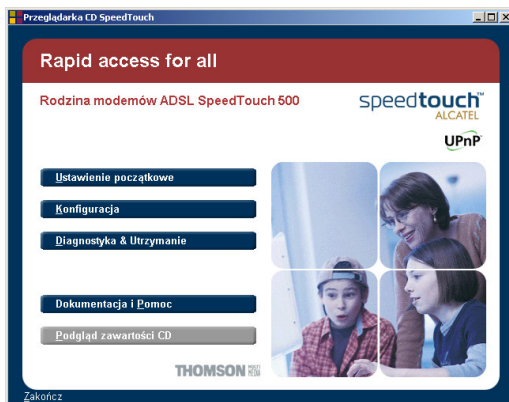 Przeglądarka CD SpeedTouch
Rapid access for all
Rodzina modemów ADSL SpeedTouch 500
speedtouch™
ALCATEL
UPnP
Ustawienie początkowe
Konfiguracja
Diagnostyka & Utrzymanie
Dokumentacja i Pomoc
Podgląd zawartości CD
THOMSON
Zakończ